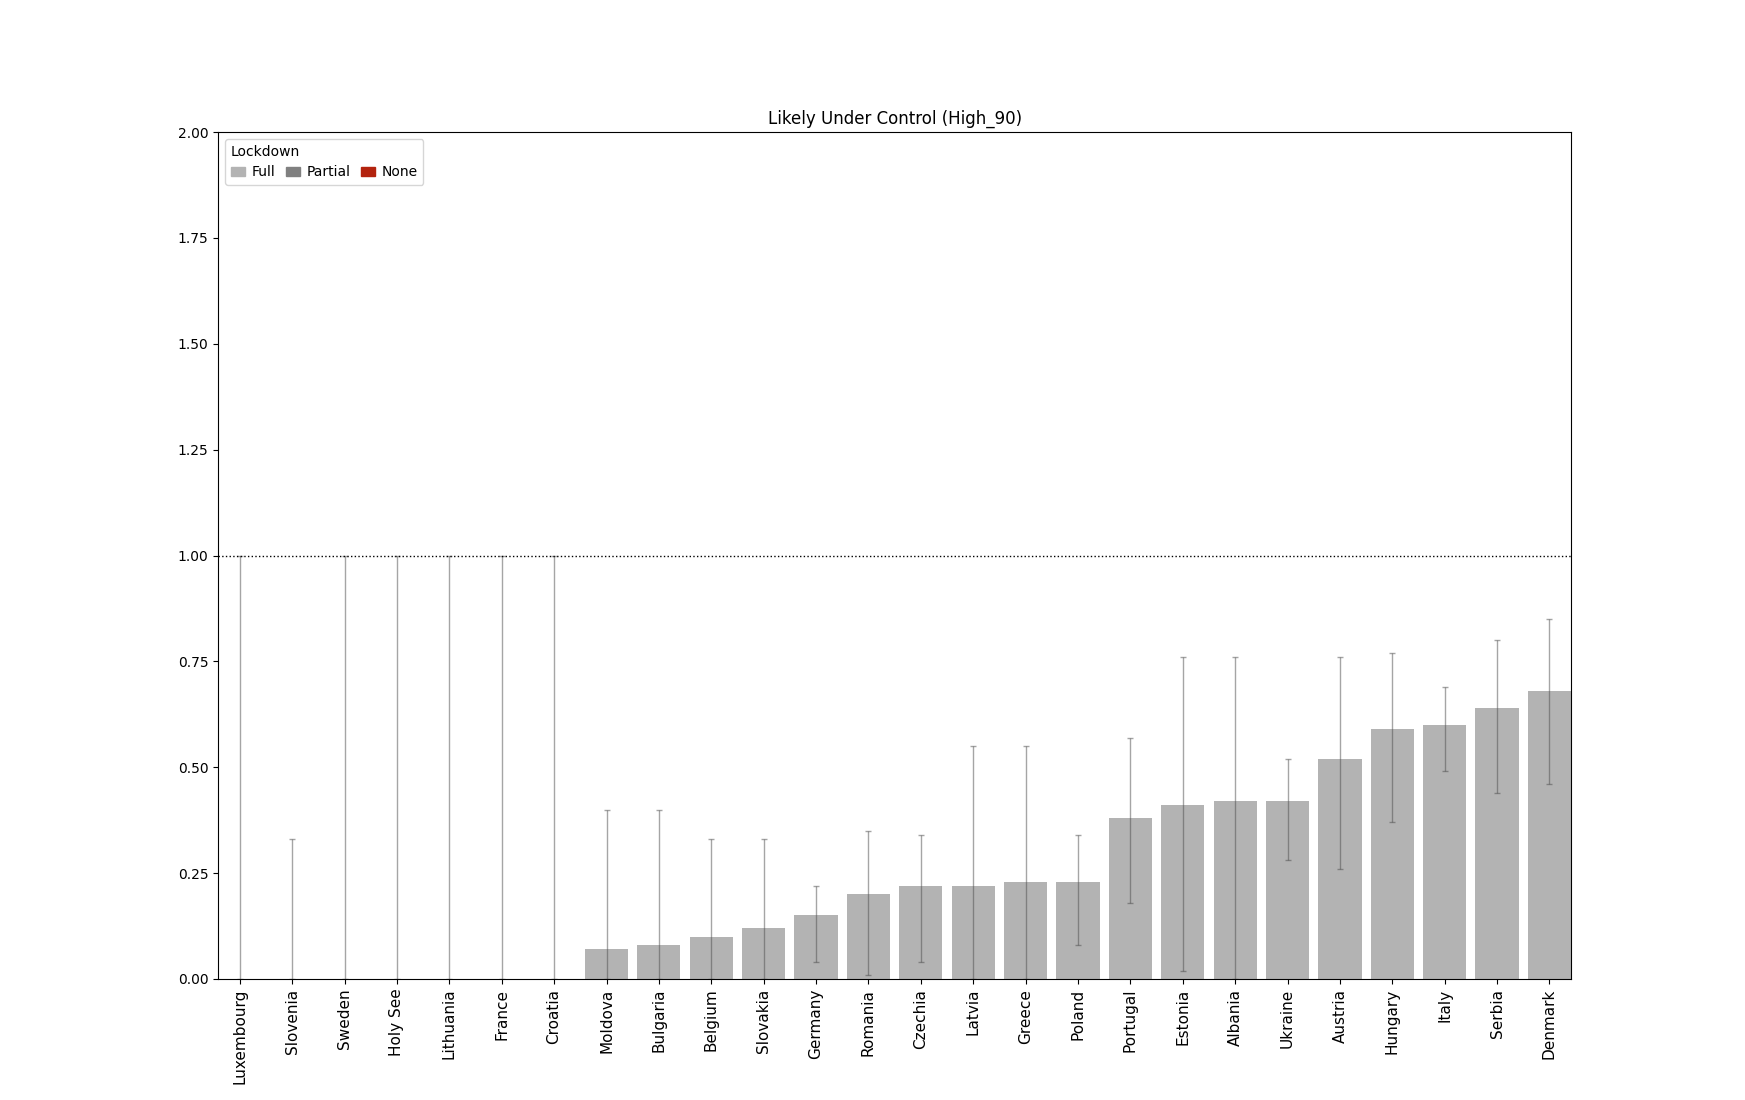 Likely Under Control (High_90)
2.00
Lockdown
Full Partial None
1.75
1.50
1.25
1.00
0.75
0.50
0.25
0.00
Luxembourg
Slovenia
Sweden
Holy See
Lithuania
France
Croatia
Moldova
Bulgaria
Belgium
Slovakia
Germany
Romania
Czechia
Latvia
Greece
Poland
Portugal
Estonia
Albania
Ukraine
Austria
Hungary
Italy
Serbia
Denmark